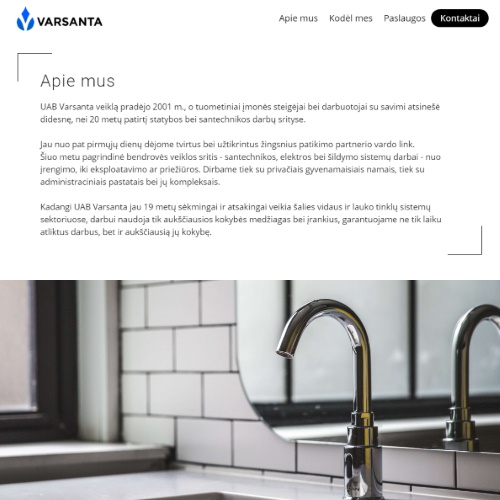 VARSANTA
Apie mus
Kodėl mes
Paslaugos
Kontaktai
Apie mus
UAB Varsanta veiklą pradėjo 2001 m., o tuometiniai įmonės steigėjai bei darbuotojai su savimi atsinešė
didesnę, nei 20 metų patirtį statybos bei santechnikos darbų srityse.
Jau nuo pat pirmųjų dienų dėjome tvirtus bei užtikrintus žingsnius patikimo partnerio vardo link.
Šiuo metu pagrindinė bendrovės veiklos sritis - santechnikos, elektros bei šildymo sistemų darbai - nuo
įrengimo, iki eksploatavimo ar priežiūros. Dirbame tiek su privačiais gyvenamaisiais namais, tiek su
administraciniais pastatais bei jų kompleksais.
Kadangi UAB Varsanta jau 19 metų sėkmingai ir atsakingai veikia šalies vidaus ir lauko tinklų sistemų
sektoriuose, darbui naudoja tik aukščiausios kokybės medžiagas bei įrankius, garantuojame ne tik laiku
atliktus darbus, bet ir aukščiausią jų kokybę.